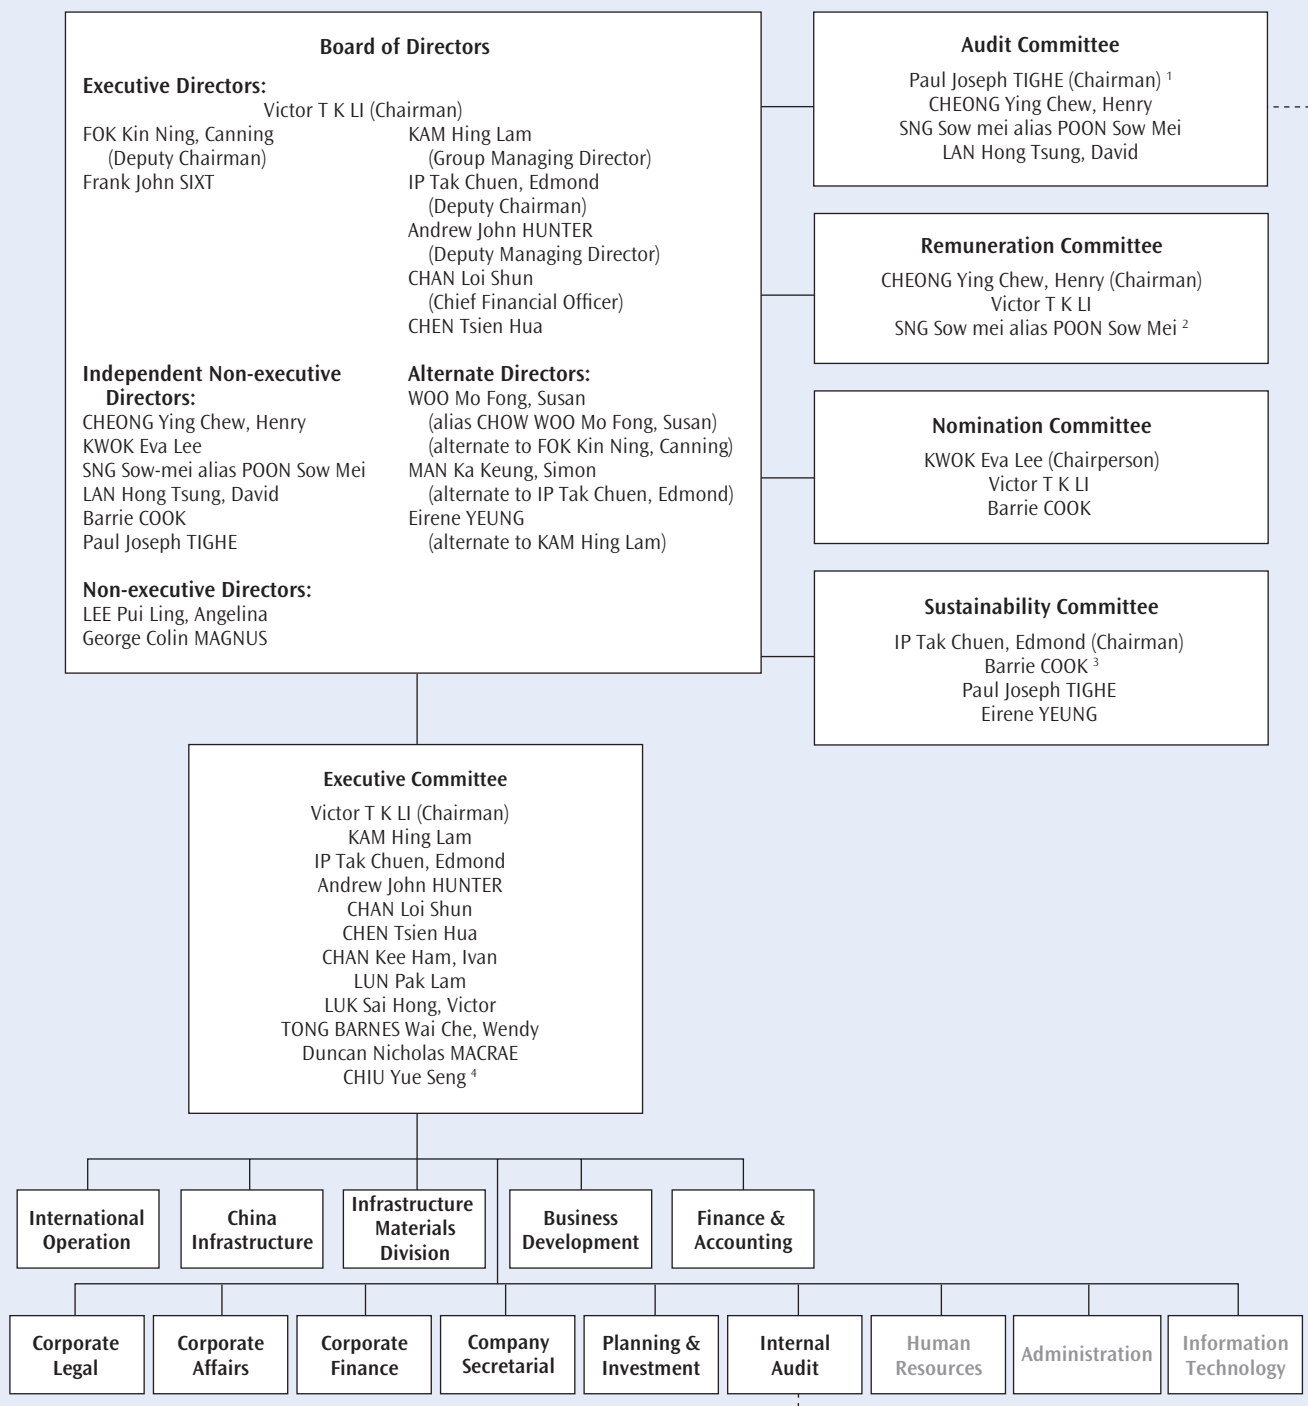 Board of Directors
Executive Directors:
Victor T K LI (Chairman)
FOK Kin Ning, Canning
(Deputy Chairman)
Frank John SIXT
KAM Hing Lam
(Group Managing Director)
IP Tak Chuen, Edmond
(Deputy Chairman)
Andrew John HUNTER
(Deputy Managing Director)
CHAN Loi Shun
(Chief Financial Officer)
CHEN Tsien Hua
Independent Non-executive
Directors:
CHEONG Ying Chew, Henry
KWOK Eva Lee
SNG Sow-mei alias POON Sow Mei
LAN Hong Tsung, David
Barrie COOK
Paul Joseph TIGHE
Alternate Directors:
WOO Mo Fong, Susan
(alias CHOW WOO Mo Fong, Susan)
(alternate to FOK Kin Ning, Canning)
MAN Ka Keung, Simon
(alternate to IP Tak Chuen, Edmond)
Eirene YEUNG
(alternate to KAM Hing Lam)
Non-executive Directors:
LEE Pui Ling, Angelina
George Colin MAGNUS
Audit Committee
Paul Joseph TIGHE (Chairman) 1
CHEONG Ying Chew, Henry
SNG Sow mei alias POON Sow Mei
LAN Hong Tsung, David
Remuneration Committee
CHEONG Ying Chew, Henry (Chairman)
Victor T K LI
SNG Sow mei alias POON Sow Mei 2
Nomination Committee
KWOK Eva Lee (Chairperson)
Victor T K LI
Barrie COOK
Sustainability Committee
IP Tak Chuen, Edmond (Chairman)
Barrie COOK 3
Paul Joseph TIGHE
Eirene YEUNG
Executive Committee
Victor T K LI (Chairman)
KAM Hing Lam
IP Tak Chuen, Edmond
Andrew John HUNTER
CHAN Loi Shun
CHEN Tsien Hua
CHAN Kee Ham, Ivan
LUN Pak Lam
LUK Sai Hong, Victor
TONG BARNES Wai Che, Wendy
Duncan Nicholas MACRAE
CHIU Yue Seng 4
International
Operation
China
Infrastructure
Infrastructure
Materials
Division
Business
Development
Finance &
Accounting
Corporate
Legal
Corporate
Affairs
Corporate
Finance
Company
Secretarial
Planning &
Investment
Internal
Audit
Human
Resources
Administration
Information
Technology